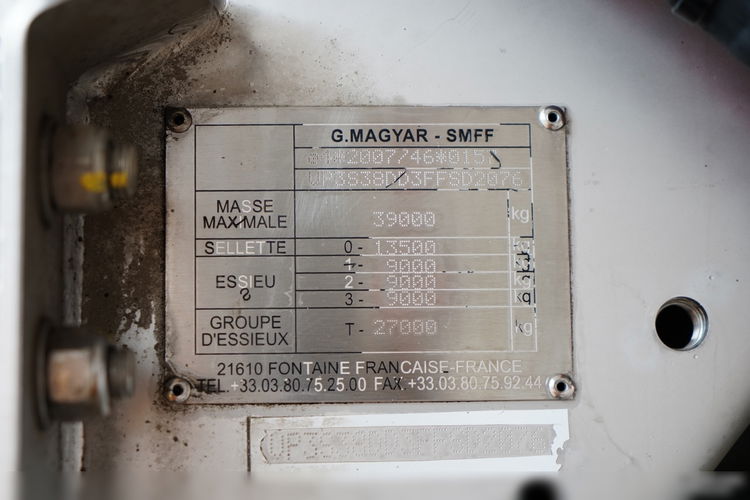 G.MAGYAR - SMFF
UP3S38DD3FFSD2076
MASSE MAXIMALE 39000 kg
SELLETTE 0- 13500 kg
1- 9000 kg
ESSIEUS 2- 9000 kg
3- 9000 kg
GROUPE D'ESSIEUX T- 27000 kg
21610 FONTAINE FRANCAISE-FRANCE
TEL.+33.03.80.75.25.00 FAX.+33.03.80.75.92.44